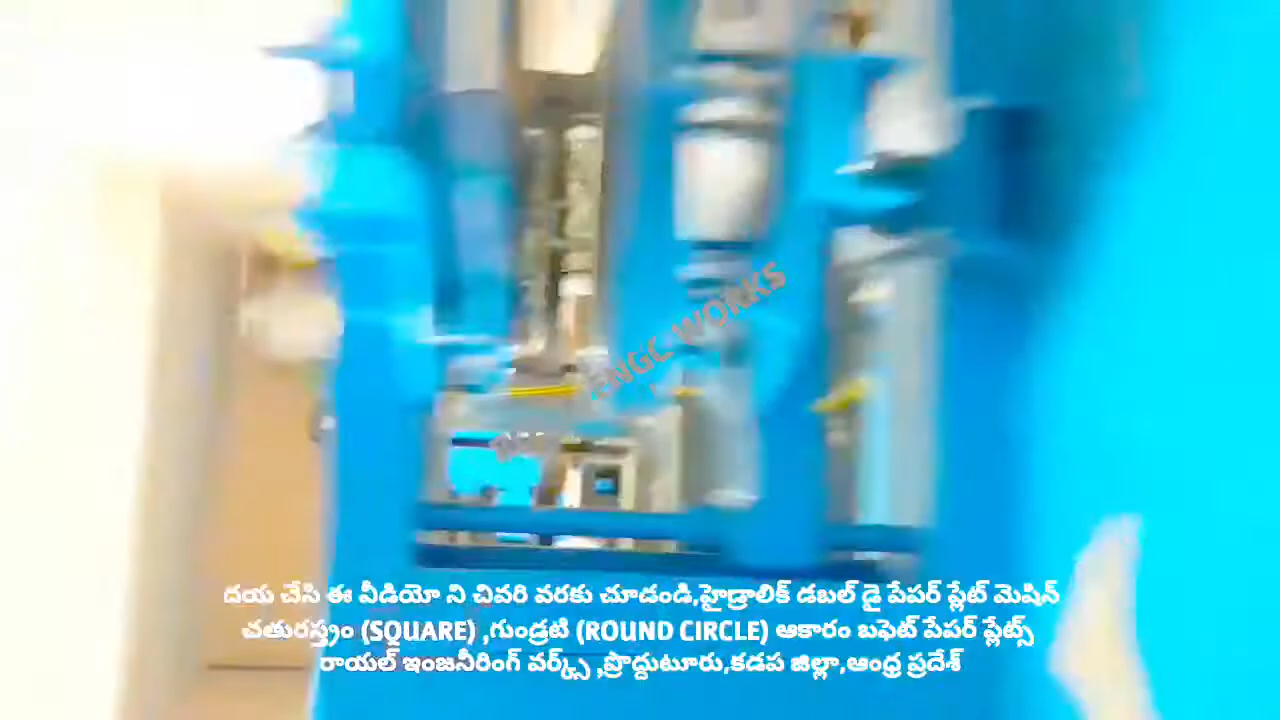 ENGG WORKS
దయ చేసి ఈ వీడియో ని చివరి వరకు చూడండి,హైడ్రాలిక్ డబల్ డై పేపర్ ప్లేట్ మెషిన్
చతురస్త్రం (SQUARE) ,గుండ్రటి (ROUND CIRCLE) ఆకారం బఫెట్ పేపర్ ప్లేట్స్
రాయల్ ఇంజనీరింగ్ వర్క్స్ ,ప్రొద్దుటూరు,కడప జిల్లా,ఆంధ్ర ప్రదేశ్